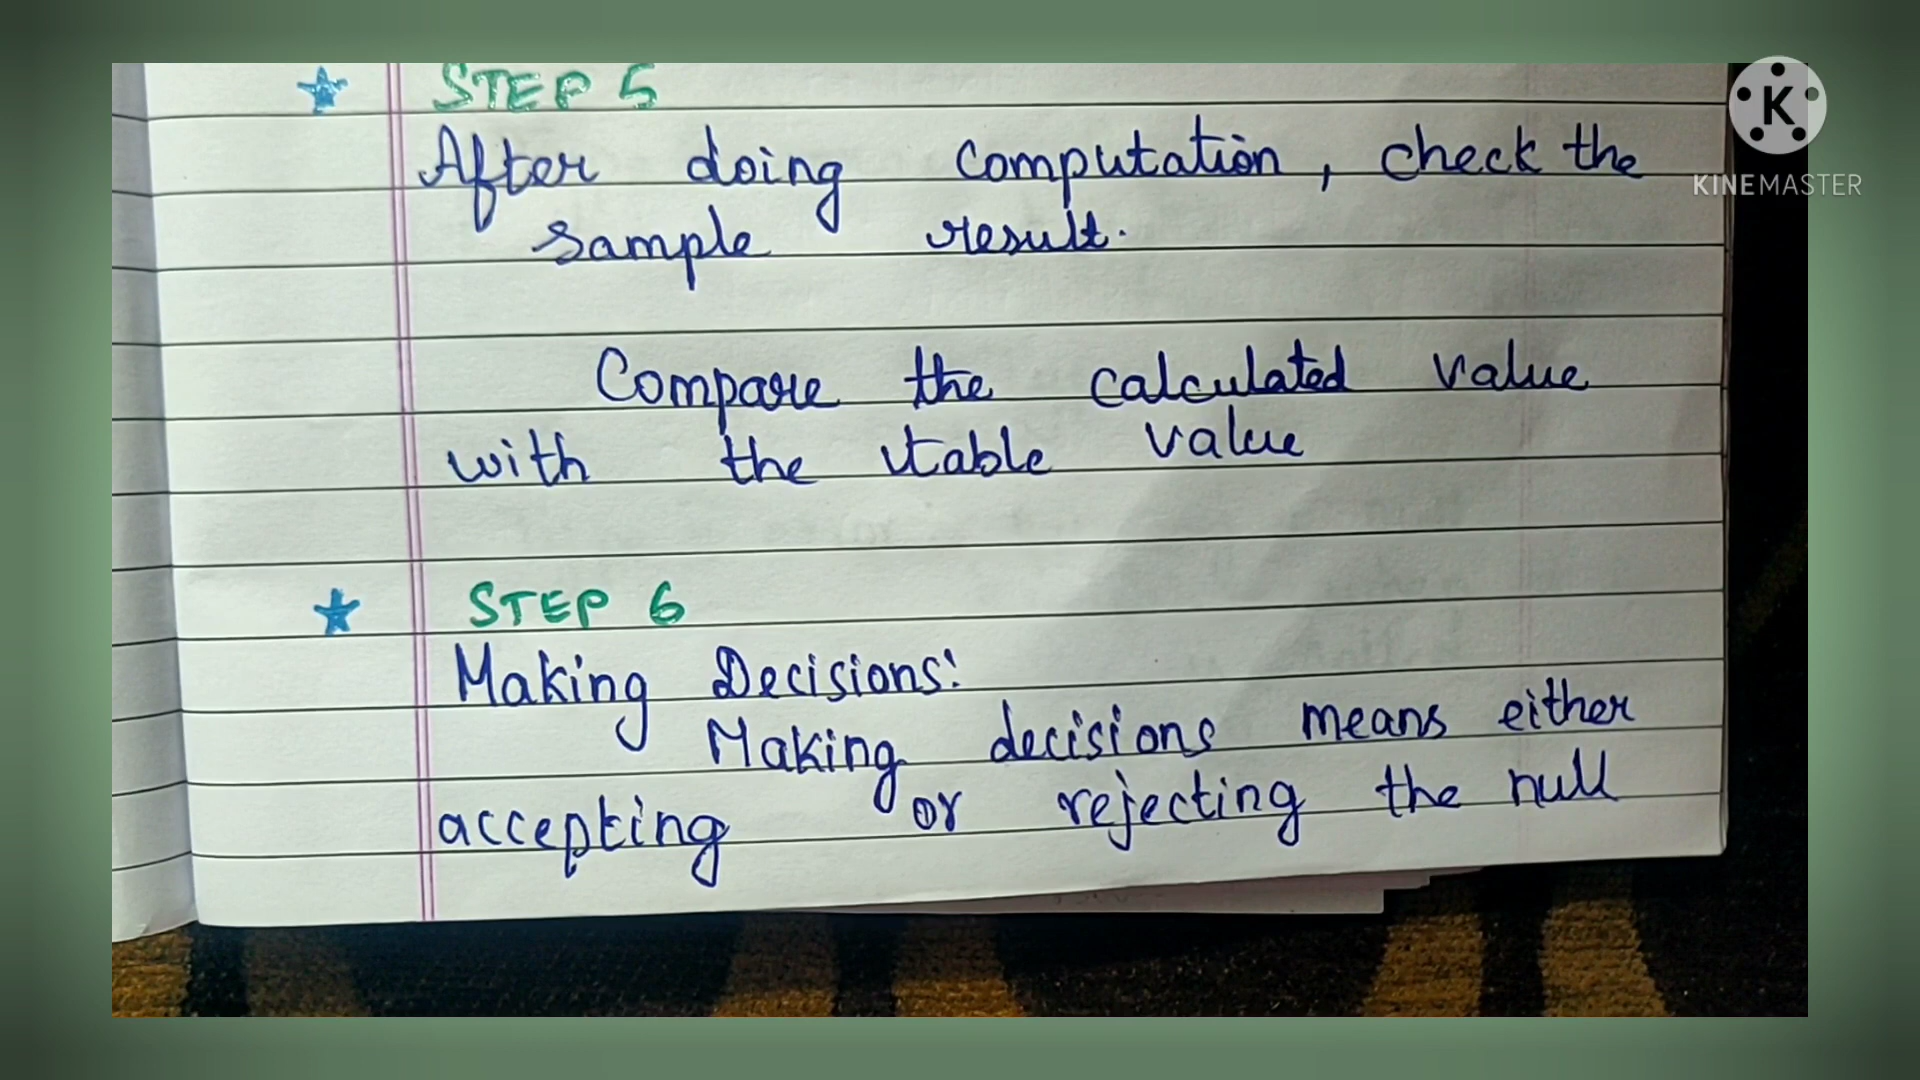 STEP 5
After doing computation, check the
sample result.
Compare the calculated value
with the table value
STEP 6
Making Decisions:
Making decisions means either
accepting or rejecting the null
K
KINEMASTER